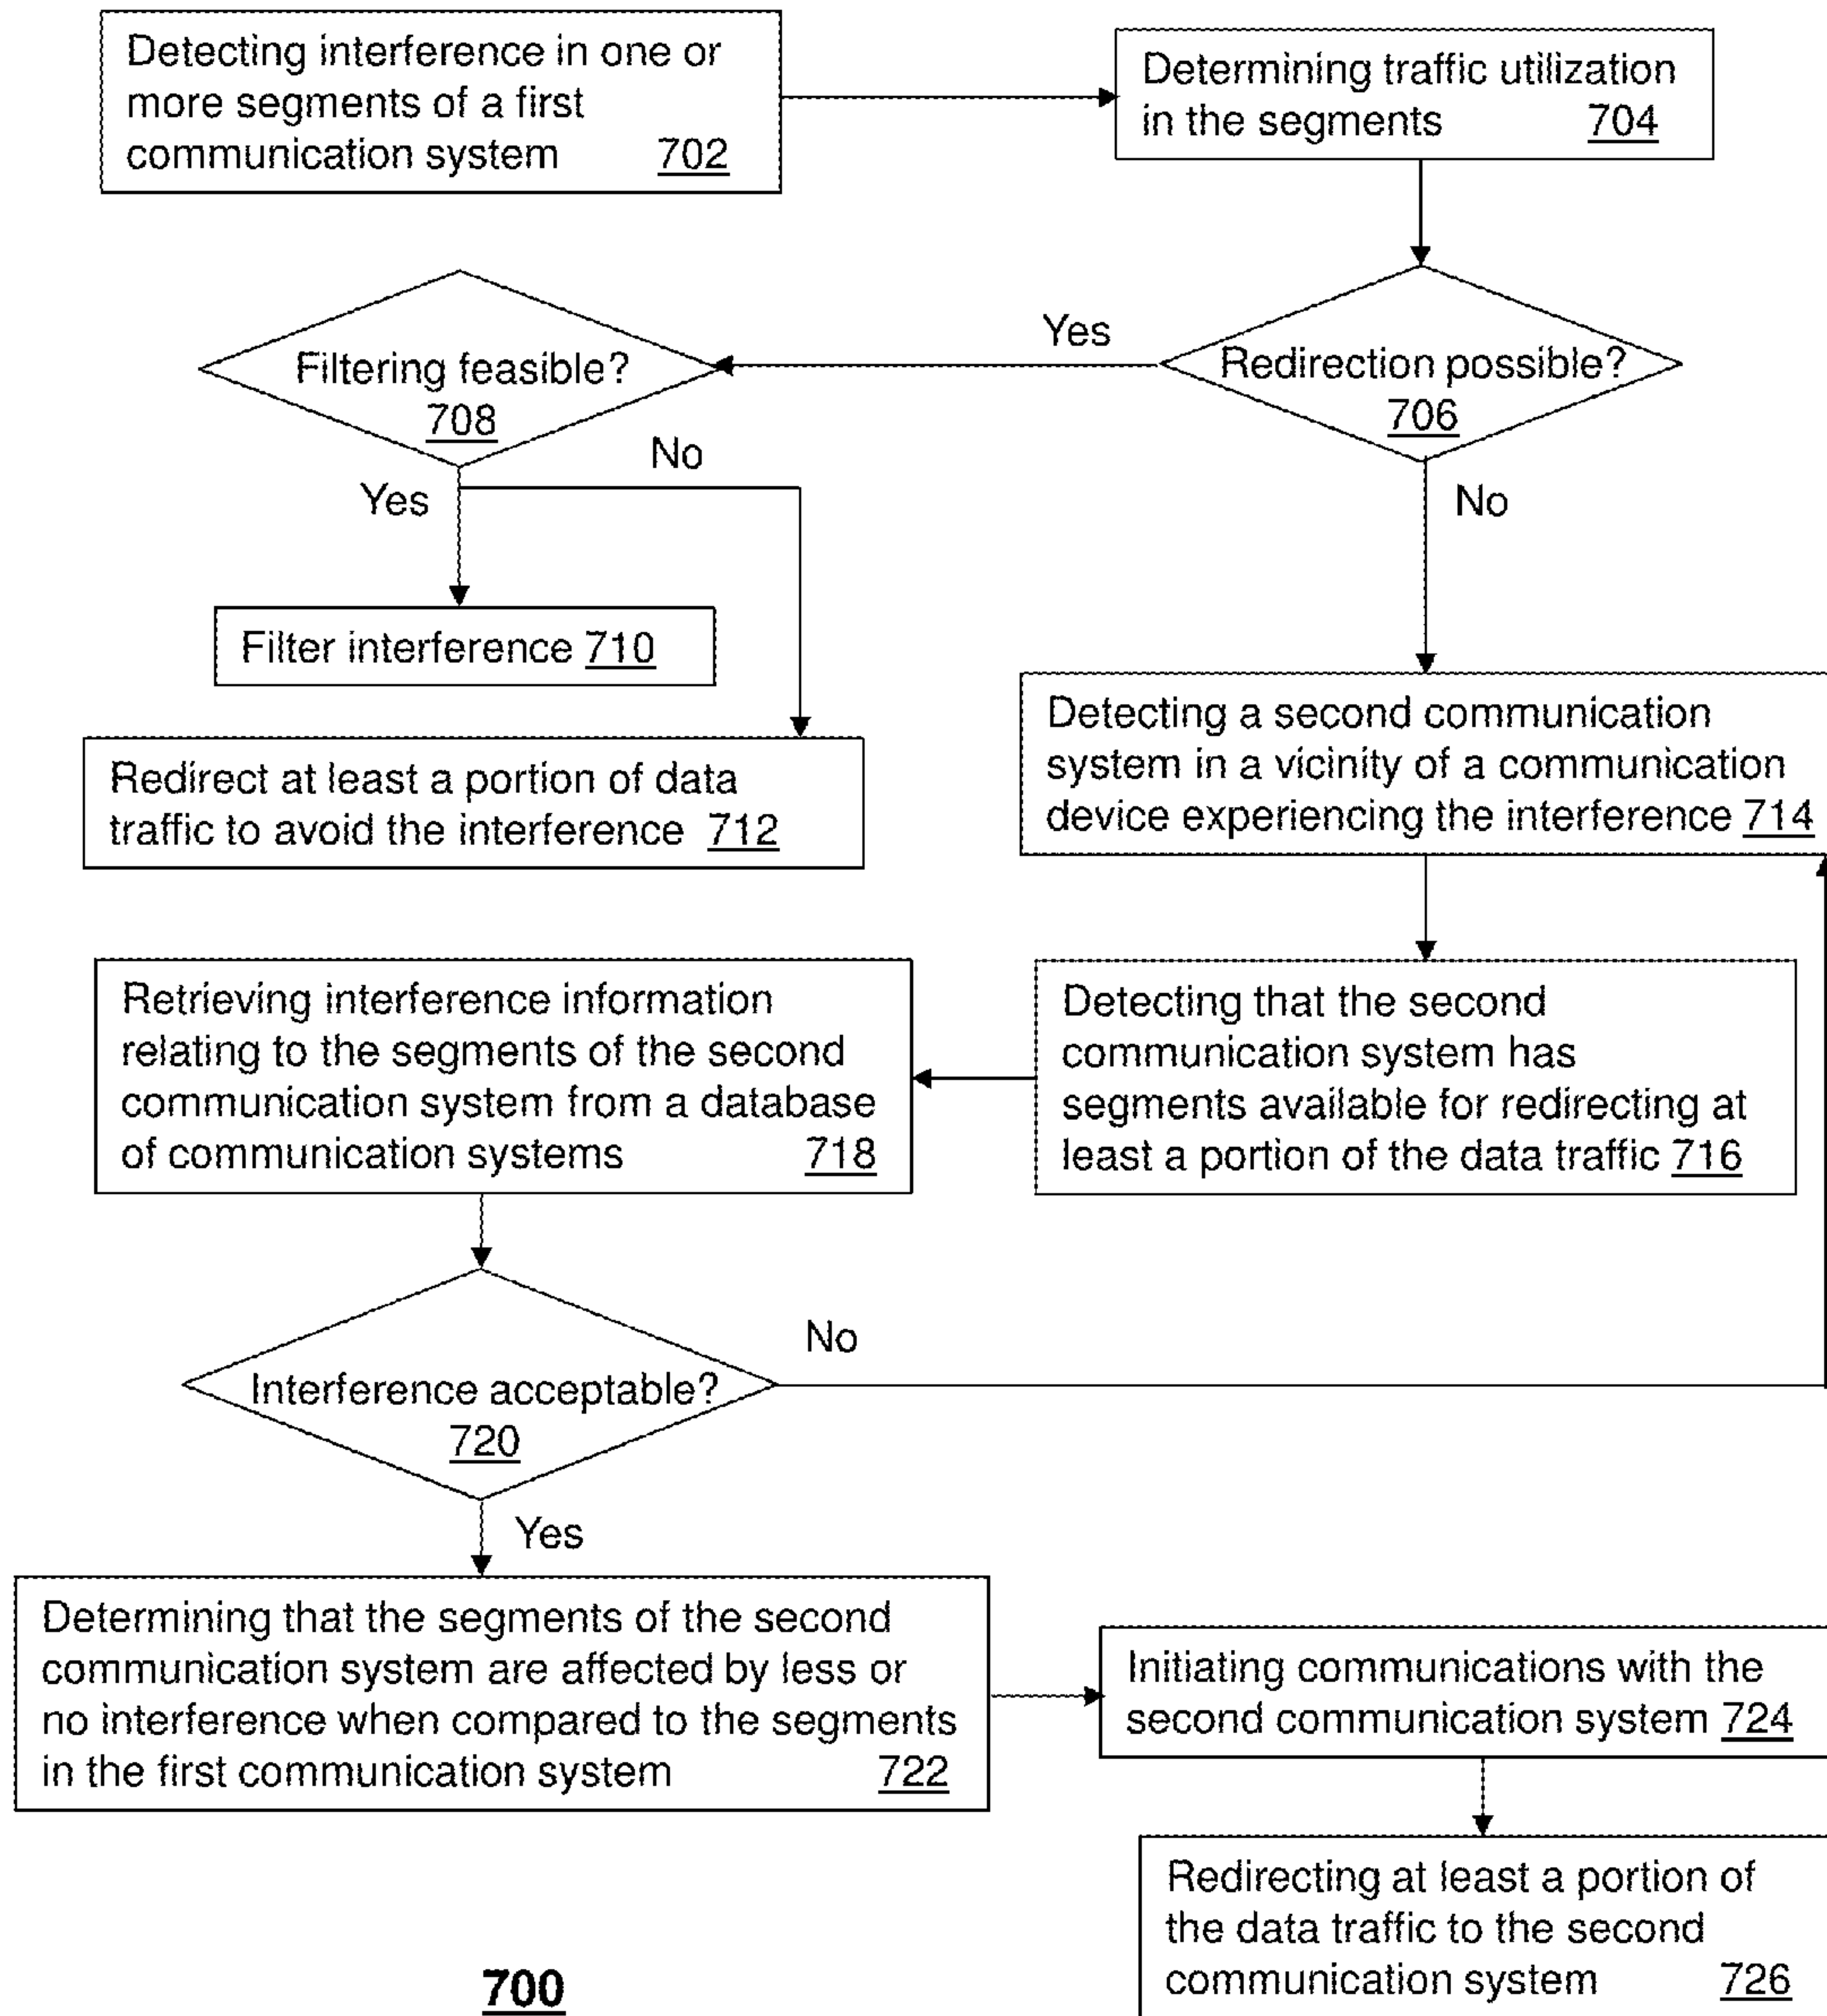 Detecting interference in one or
more segments of a first
communication system 702
Determining traffic utilization
in the segments 704
Redirection possible?
706
Yes
No
Filtering feasible?
708
No
Yes
Filter interference 710
Redirect at least a portion of data
traffic to avoid the interference 712
Detecting a second communication
system in a vicinity of a communication
device experiencing the interference 714
Detecting that the second
communication system has
segments available for redirecting at
least a portion of the data traffic 716
Retrieving interference information
relating to the segments of the second
communication system from a database
of communication systems 718
Interference acceptable?
720
No
Yes
Determining that the segments of the second
communication system are affected by less or
no interference when compared to the segments
in the first communication system 722
Initiating communications with the
second communication system 724
Redirecting at least a portion of
the data traffic to the second
communication system 726
700